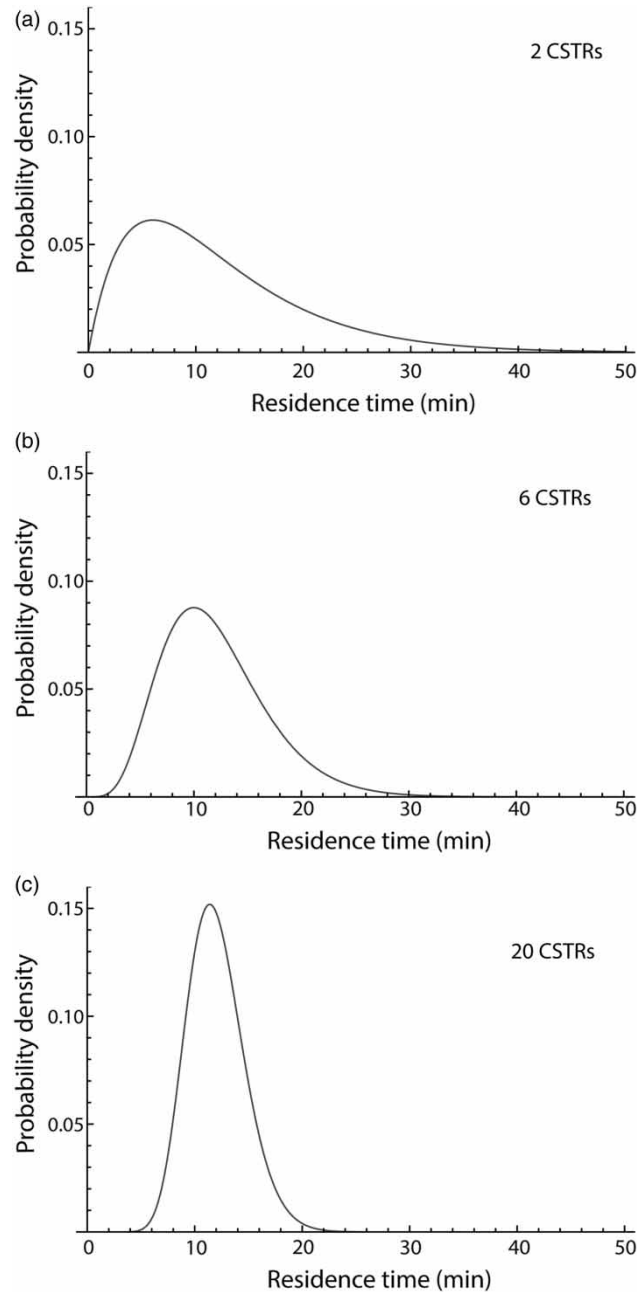 (a)
2 CSTRs
Probability density
0.15
0.10
0.05
0 10 20 30 40 50
Residence time (min)
(b)
6 CSTRs
Probability density
0.15
0.10
0.05
0 10 20 30 40 50
Residence time (min)
(c)
20 CSTRs
Probability density
0.15
0.10
0.05
0 10 20 30 40 50
Residence time (min)